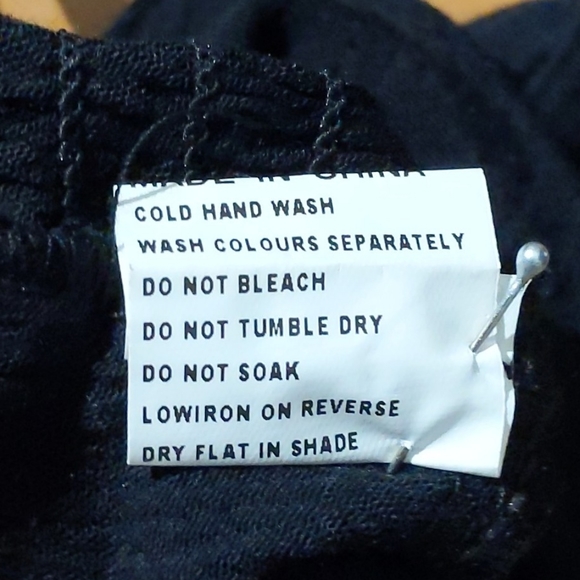 MADE IN CHINA
COLD HAND WASH
WASH COLOURS SEPARATELY
DO NOT BLEACH
DO NOT TUMBLE DRY
DO NOT SOAK
LOWIRON ON REVERSE
DRY FLAT IN SHADE